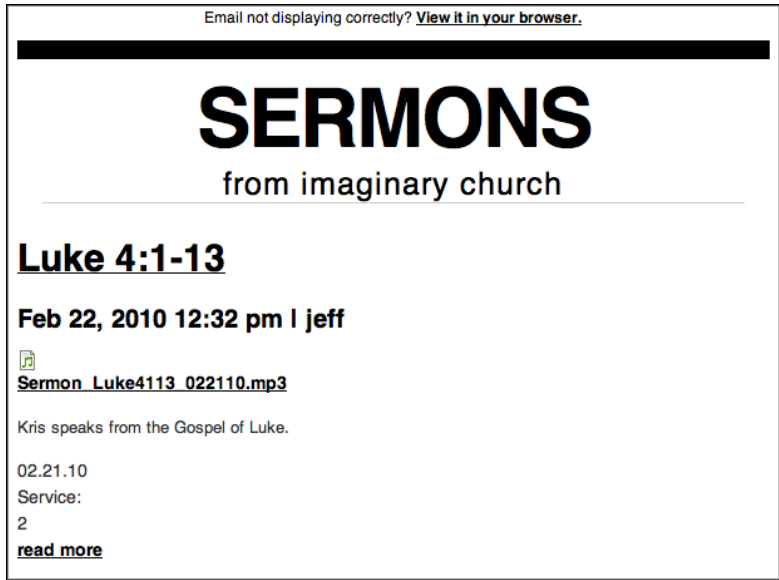 Email not displaying correctly? View it in your browser.
SERMONS
from imaginary church
Luke 4:1-13
Feb 22, 2010 12:32 pm | jeff
Sermon_Luke4113_022110.mp3
Kris speaks from the Gospel of Luke.
02.21.10
Service:
2
read more